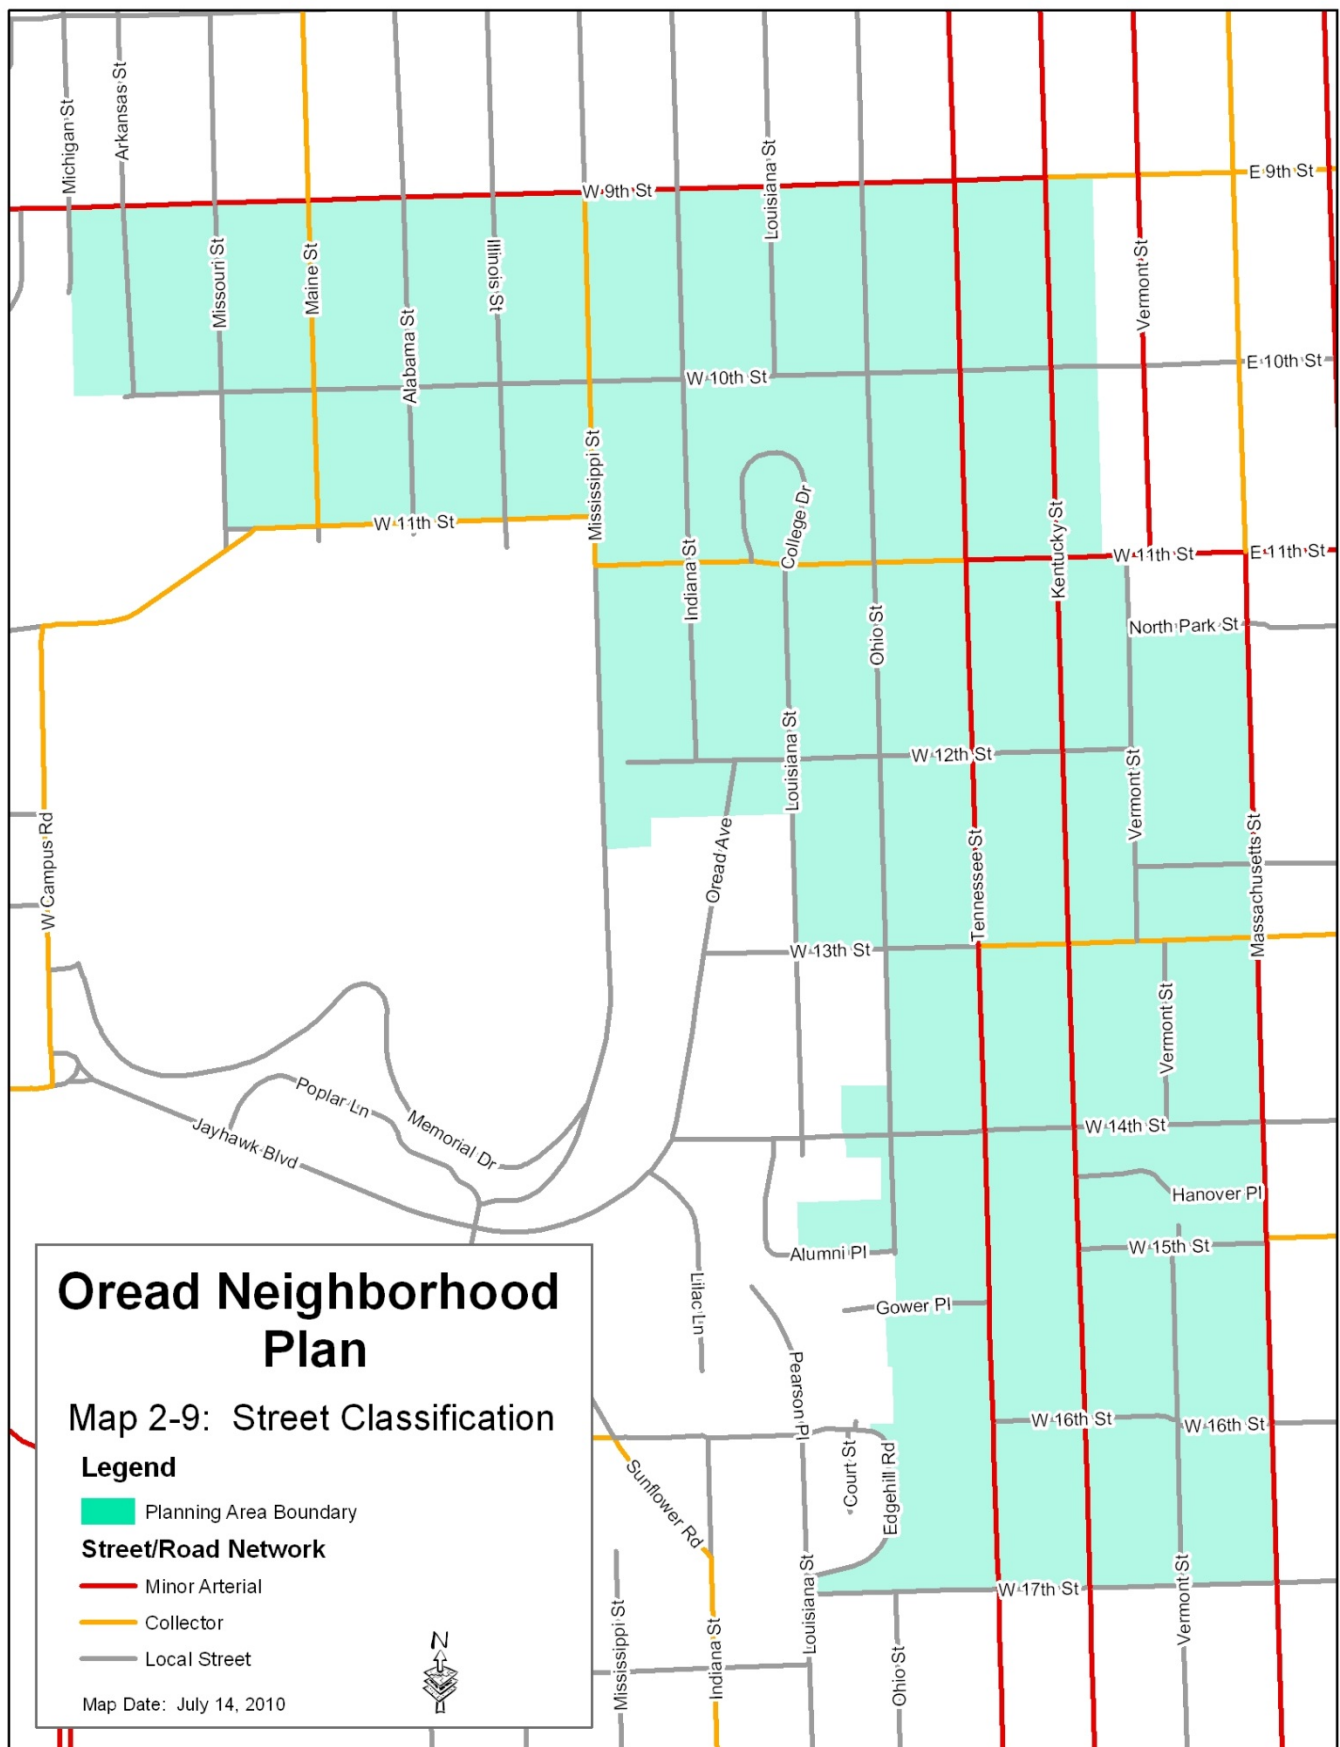 Michigan St
Arkansas St
Louisiana St
W 9th St
E 9th St
Missouri St
Maine St
Illinois St
Vermont St
Alabama St
W 10th St
E 10th St
Mississippi St
W 11th St
College Dr
Kentucky St
Indiana St
W 11th St
E 11th St
Ohio St
North Park St
Louisiana St
W 12th St
Vermont St
W Campus Rd
Oread Ave
Tennessee St
Massachusetts St
W 13th St
Vermont St
Poplar Ln
Memorial Dr
Jayhawk Blvd
W 14th St
Hanover Pl
W 15th St
Alumni Pl
Lilac Ln
Gower Pl
Pearson Pl
W 16th St
W 16th St
Court St
Edgehill Rd
Sunflower Rd
W 17th St
Louisiana St
Vermont St
Mississippi St
Indiana St
Ohio St
Oread Neighborhood
Plan
Map 2-9: Street Classification
Legend
Planning Area Boundary
Street/Road Network
Minor Arterial
Collector
Local Street
N
Map Date: July 14, 2010